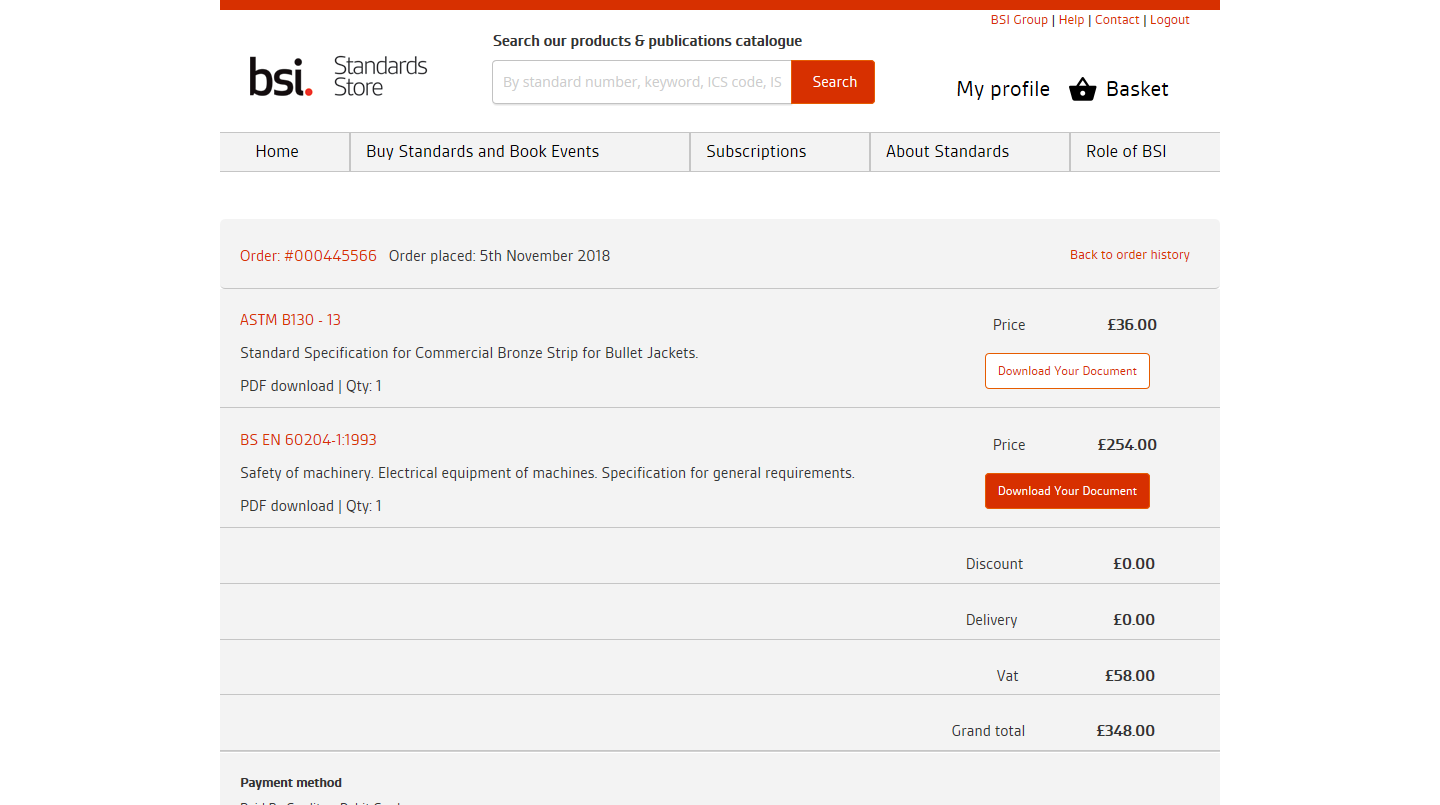 BSI Group | Help | Contact | Logout
Search our products & publications catalogue
bsi. Standards Store
By standard number, keyword, ICS code, IS Search
My profile Basket
Home Buy Standards and Book Events Subscriptions About Standards Role of BSI
Order: #000445566 Order placed: 5th November 2018 Back to order history
ASTM B130 - 13
Price £36.00
Standard Specification for Commercial Bronze Strip for Bullet Jackets.
Download Your Document
PDF download | Qty: 1
BS EN 60204-1:1993
Price £254.00
Safety of machinery. Electrical equipment of machines. Specification for general requirements.
Download Your Document
PDF download | Qty: 1
Discount £0.00
Delivery £0.00
Vat £58.00
Grand total £348.00
Payment method